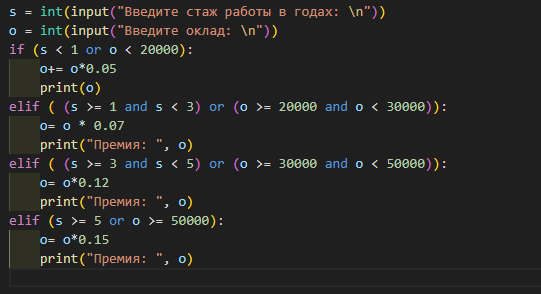 s = int(input("Введите стаж работы в годах: \n"))
o = int(input("Введите оклад: \n"))
if (s < 1 or o < 20000):
    o+= o*0.05
    print(o)
elif ( (s >= 1 and s < 3) or (o >= 20000 and o < 30000)):
    o= o * 0.07
    print("Премия: ", o)
elif ( (s >= 3 and s < 5) or (o >= 30000 and o < 50000)):
    o= o*0.12
    print("Премия: ", o)
elif (s >= 5 or o >= 50000):
    o= o*0.15
    print("Премия: ", o)